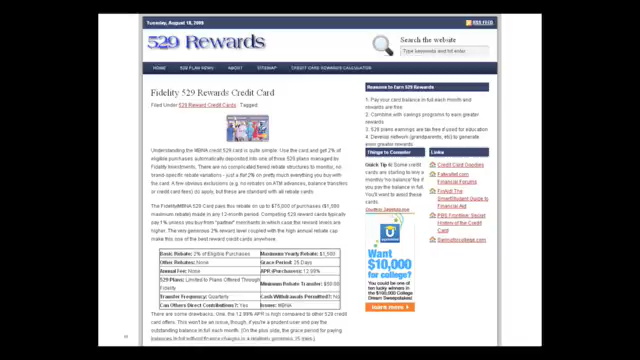 Tuesday, August 18, 2009
RSS FEED
529 Rewards
Search the website
Type keywords and hit enter
HOME 529 PLAN NEWS ABOUT SITEMAP CREDIT CARD REWARDS CALCULATOR
Fidelity 529 Rewards Credit Card
Filed Under 529 Reward Credit Cards Tagged
Understanding the MBNA credit 529 card is quite simple: Use the card and get 2% of
eligible purchases automatically deposited into one of three 529 plans managed by
Fidelity Investments. There are no complicated tiered rebate structures to monitor, no
brand-specific rebate variations - just a flat 2% on pretty much everything you buy with
the card. A few obvious exclusions (e.g. no rebates on ATM advances, balance transfers
or credit card fees) do apply, but these are standard with all rebate cards
The Fidelity/MBNA 529 Card pays this rebate on up to $75,000 of purchases ($1,500
maximum rebate) made in any 12-month period. Competing 529 reward cards typically
pay 1% unless you buy from "partner" merchants in which case the reward levels are
higher. The very generous 2% reward level coupled with the high annual rebate cap
make this one of the best reward credit cards anywhere.
Basic Rebate: 2% of Eligible Purchases Maximum Yearly Rebate: $1,500
Other Rebates: None Grace Period: 25 Days
Annual Fee: None APR (Purchases): 12.99%
529 Plans: Limited to Plans Offered Through Fidelity Minimum Rebate Transfer: $50.00
Transfer Frequency: Quarterly Cash Withdrawals Permitted?: No
Can Others Direct Contributions?: Yes Issuer: MBNA
There are some drawbacks. One, the 12.99% APR is high compared to other 529 credit
card offers. This won't be an issue, though, if you're a prudent user and pay the
outstanding balance in full each month. (On the plus side, the grace period for paying
balances in full without finance charges is a relatively generous 25 days.)
Reasons to Earn 529 Rewards
1. Pay your card balance in full each month and
rewards are free
2. Combine with savings programs to earn greater
rewards
3. 529 plans earnings are tax-free if used for education
4. Develop network (grandparents, etc) to generate
even greater rewards
Things to Consider
Quick Tip: Some credit
cards are starting to levy a
monthly 'no balance' fee if
you pay the balance in full.
You'll want to avoid these
cards.
Links
Credit Card Goodies
Fatwallet.com
Financial Forums
FinAid! The
SmartStudent Guide to
Financial Aid
PBS Frontline: Secret
History of the Credit
Card
Savingforcollege.com
Want
$10,000
for college?
You could be one of
ten lucky winners in
College
Dream Sweepstakes!
learn more